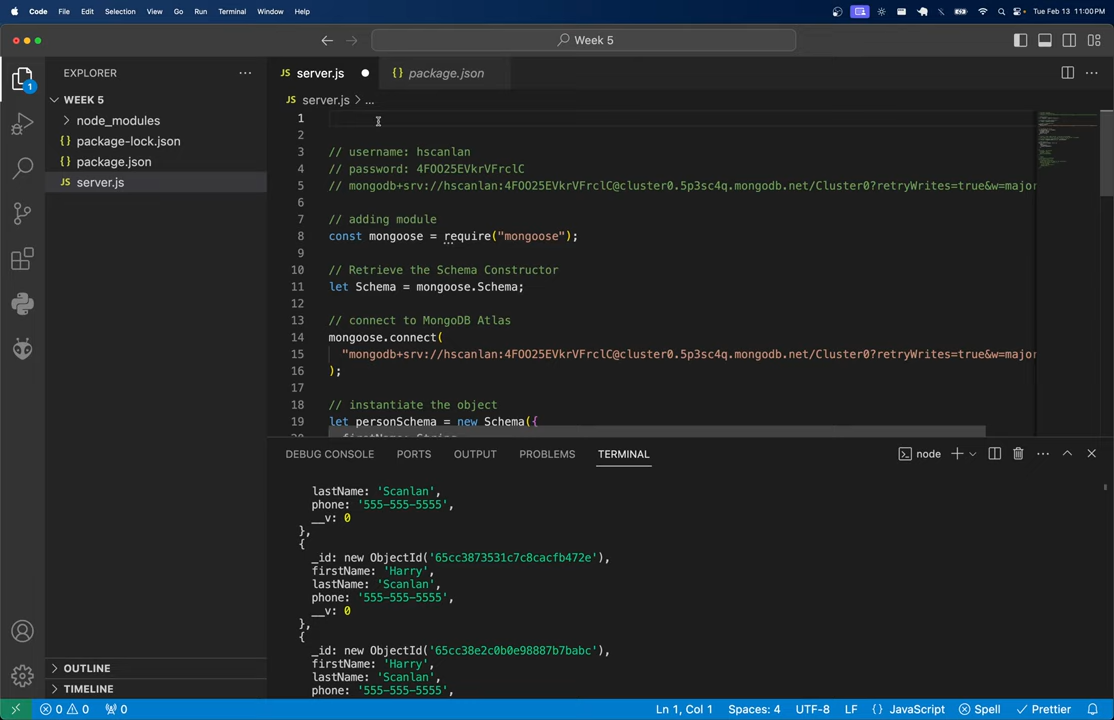 Code File Edit Selection View Go Run Terminal Window Help Tue Feb 13 11:00 PM
Week 5
EXPLORER
1
WEEK 5
node_modules
package-lock.json
package.json
server.js
OUTLINE
TIMELINE
server.js package.json
server.js > ...
1
2
3 // username: hscanlan
4 // password: 4FOO25EVkrVFrclC
5 // mongodb+srv://hscanlan:4FOO25EVkrVFrclC@cluster0.5p3sc4q.mongodb.net/Cluster0?retryWrites=true&w=major
6
7 // adding module
8 const mongoose = require("mongoose");
9
10 // Retrieve the Schema Constructor
11 let Schema = mongoose.Schema;
12
13 // connect to MongoDB Atlas
14 mongoose.connect(
15 "mongodb+srv://hscanlan:4FOO25EVkrVFrclC@cluster0.5p3sc4q.mongodb.net/Cluster0?retryWrites=true&w=major
16 );
17
18 // instantiate the object
19 let personSchema = new Schema({
firstName: String
DEBUG CONSOLE PORTS OUTPUT PROBLEMS TERMINAL node
lastName: 'Scanlan',
phone: '555-555-5555',
__v: 0
},
{
_id: new ObjectId('65cc3873531c7c8cacfb472e'),
firstName: 'Harry',
lastName: 'Scanlan',
phone: '555-555-5555',
__v: 0
},
{
_id: new ObjectId('65cc38e2c0b0e98887b7babc'),
firstName: 'Harry',
lastName: 'Scanlan',
phone: '555-555-5555',
0 0 0 Ln 1, Col 1 Spaces: 4 UTF-8 LF {} JavaScript Spell Prettier